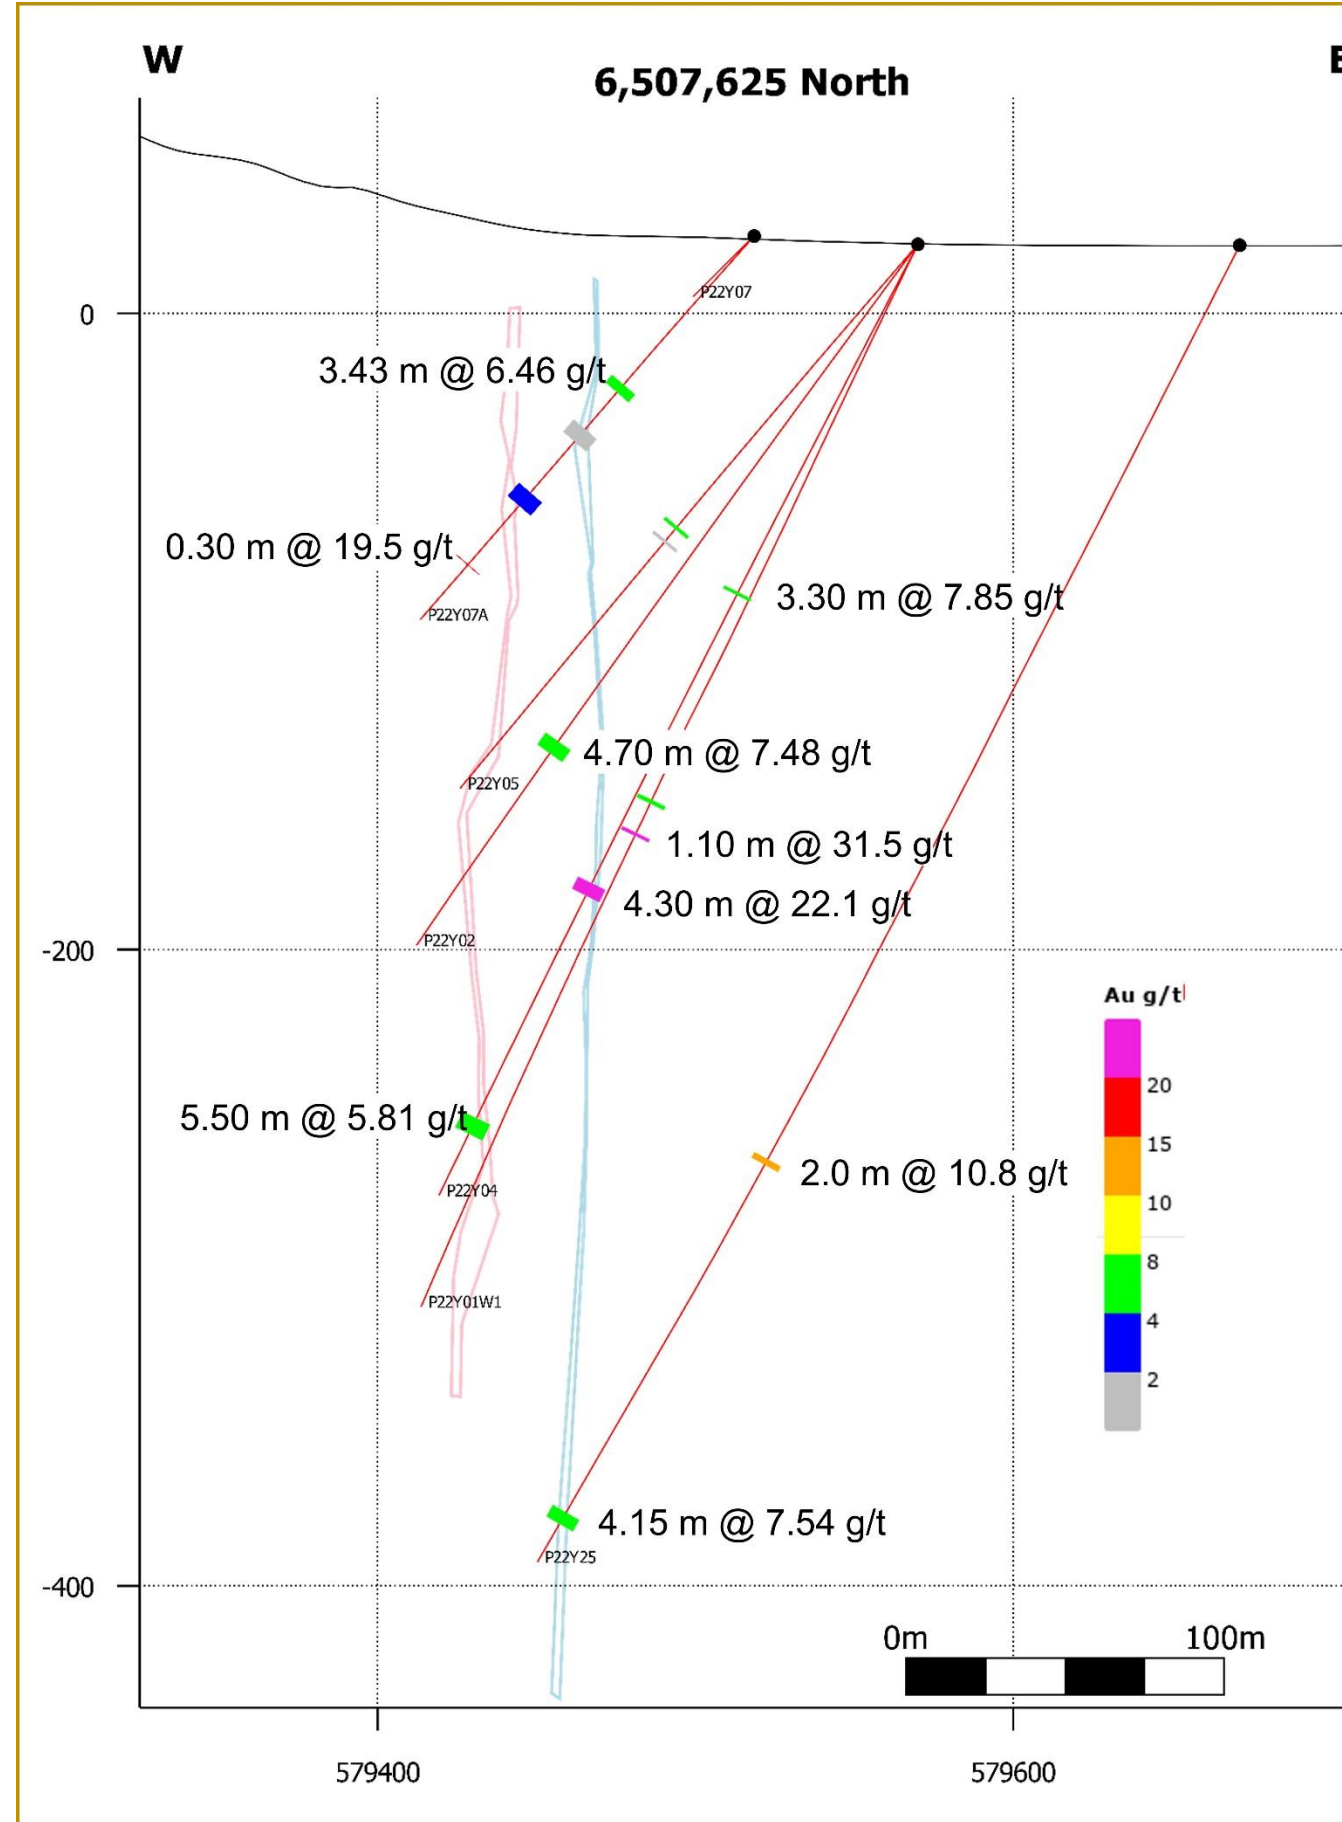 W
E
6,507,625 North
P22Y07
0
3.43 m @ 6.46 g/t
0.30 m @ 19.5 g/t
P22Y07A
3.30 m @ 7.85 g/t
4.70 m @ 7.48 g/t
P22Y05
1.10 m @ 31.5 g/t
4.30 m @ 22.1 g/t
P22Y02
-200
Au g/t
20
15
10
8
4
2
5.50 m @ 5.81 g/t
2.0 m @ 10.8 g/t
P22Y04
P22Y01W1
4.15 m @ 7.54 g/t
P22Y25
-400
0m 100m
579400 579600